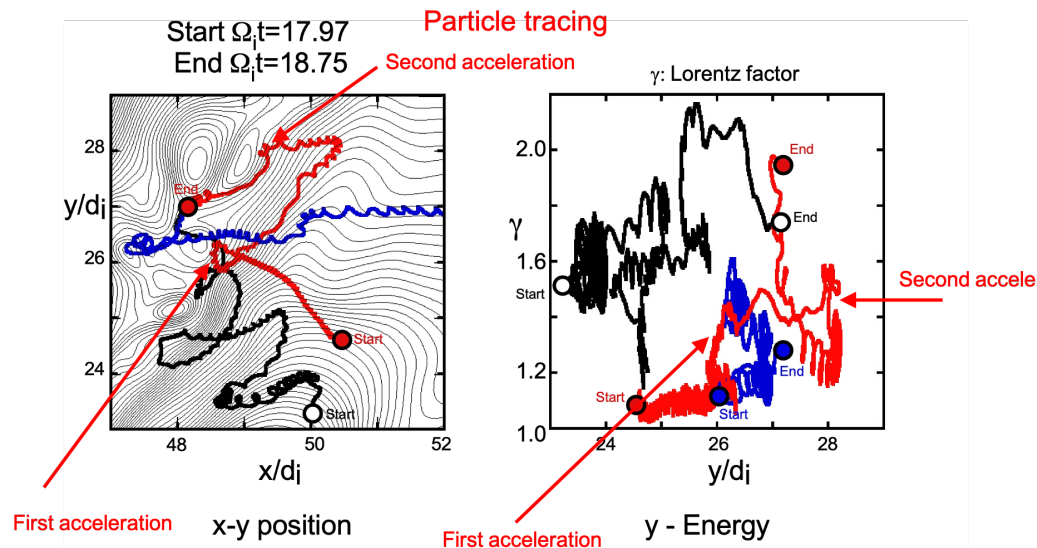 Particle tracing
Start Ωᵢt=17.97
End Ωᵢt=18.75
Second acceleration
γ: Lorentz factor
28
26
24
y/dᵢ
End
Start
Start
48
50
52
x/dᵢ
First acceleration
x-y position
2.0
1.6
1.2
1.0
γ
End
End
Start
Second accele
Start
Start
End
24
26
28
y/dᵢ
First acceleration
y - Energy